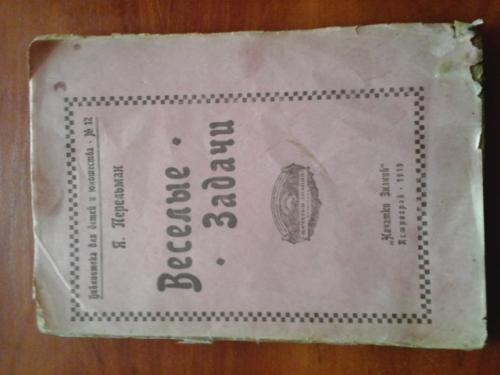 Библиотека для детей и юношества · № 12
Я. Перельман
Веселые
Задачи
"Начатки Знаний"
Петроград · 1919